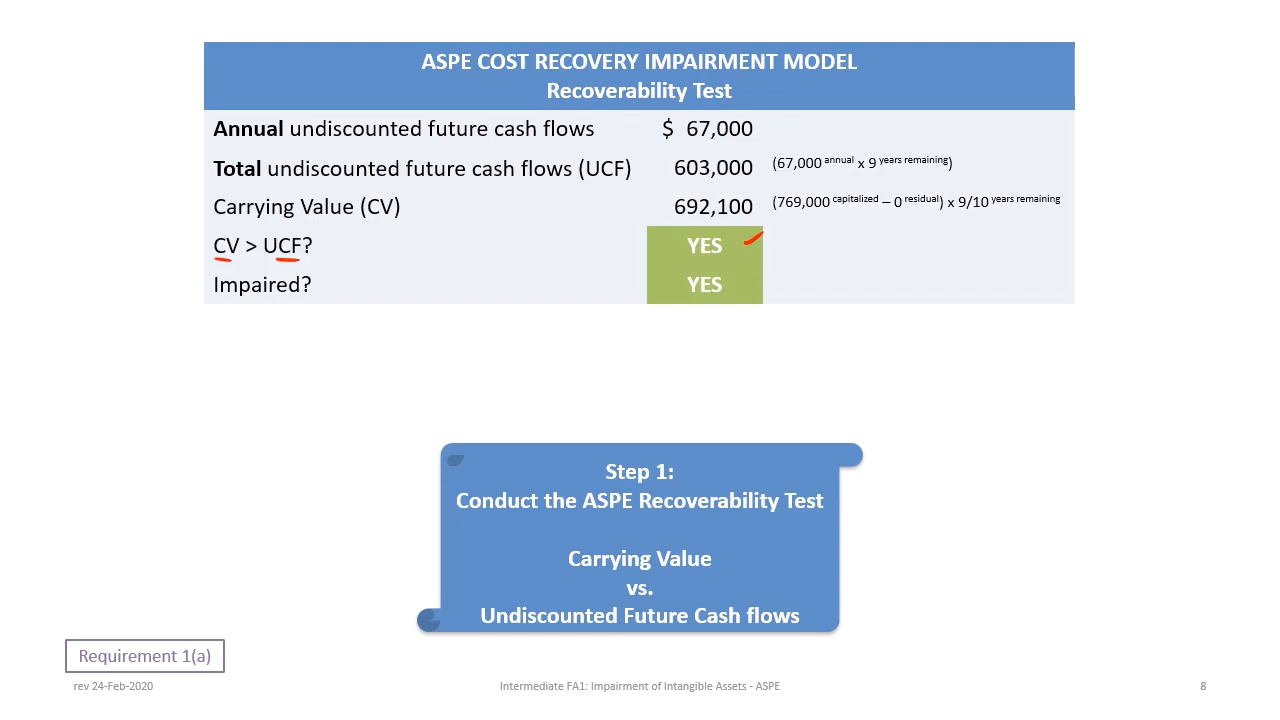 ASPE COST RECOVERY IMPAIRMENT MODEL
Recoverability Test
Annual undiscounted future cash flows $ 67,000
Total undiscounted future cash flows (UCF) 603,000 (67,000 annual x 9 years remaining)
Carrying Value (CV) 692,100 (769,000 capitalized – 0 residual) x 9/10 years remaining
CV > UCF? YES
Impaired? YES
Step 1:
Conduct the ASPE Recoverability Test
Carrying Value
vs.
Undiscounted Future Cash flows
Requirement 1(a)
rev 24-Feb-2020 Intermediate FA1: Impairment of Intangible Assets - ASPE 8